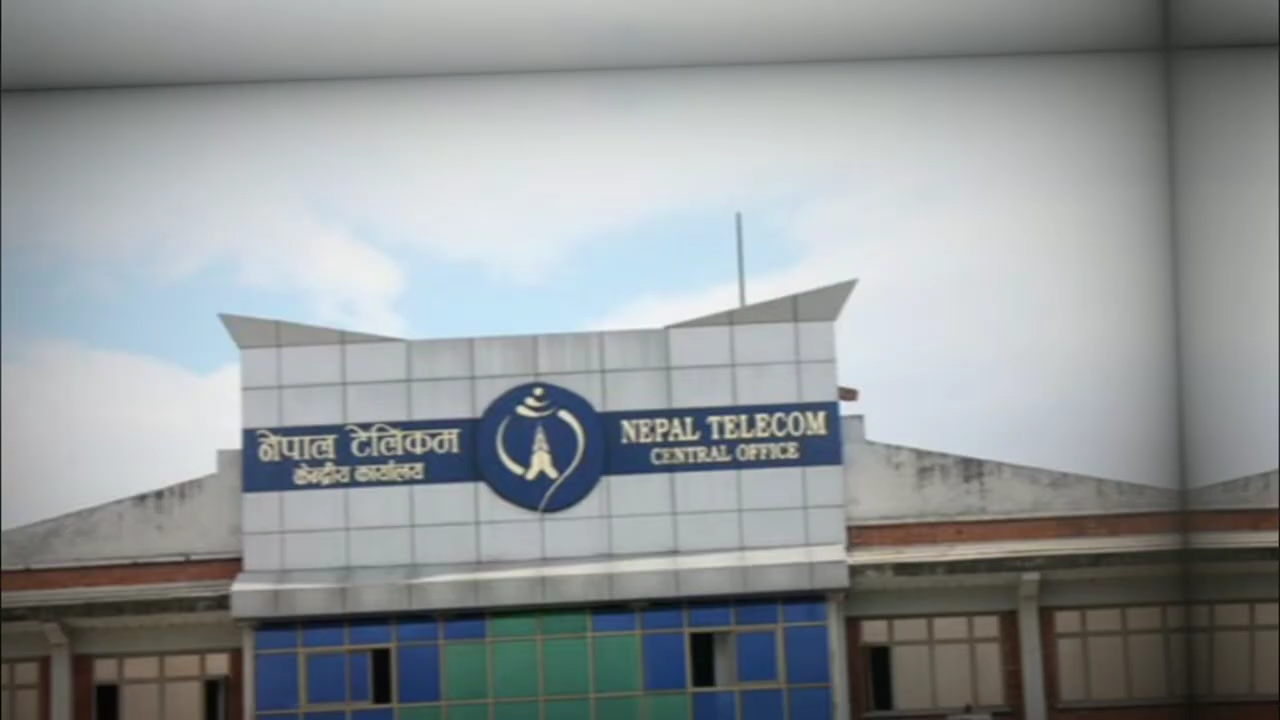 नेपाल टेलिकम
केन्द्रीय कार्यालय
NEPAL TELECOM
CENTRAL OFFICE